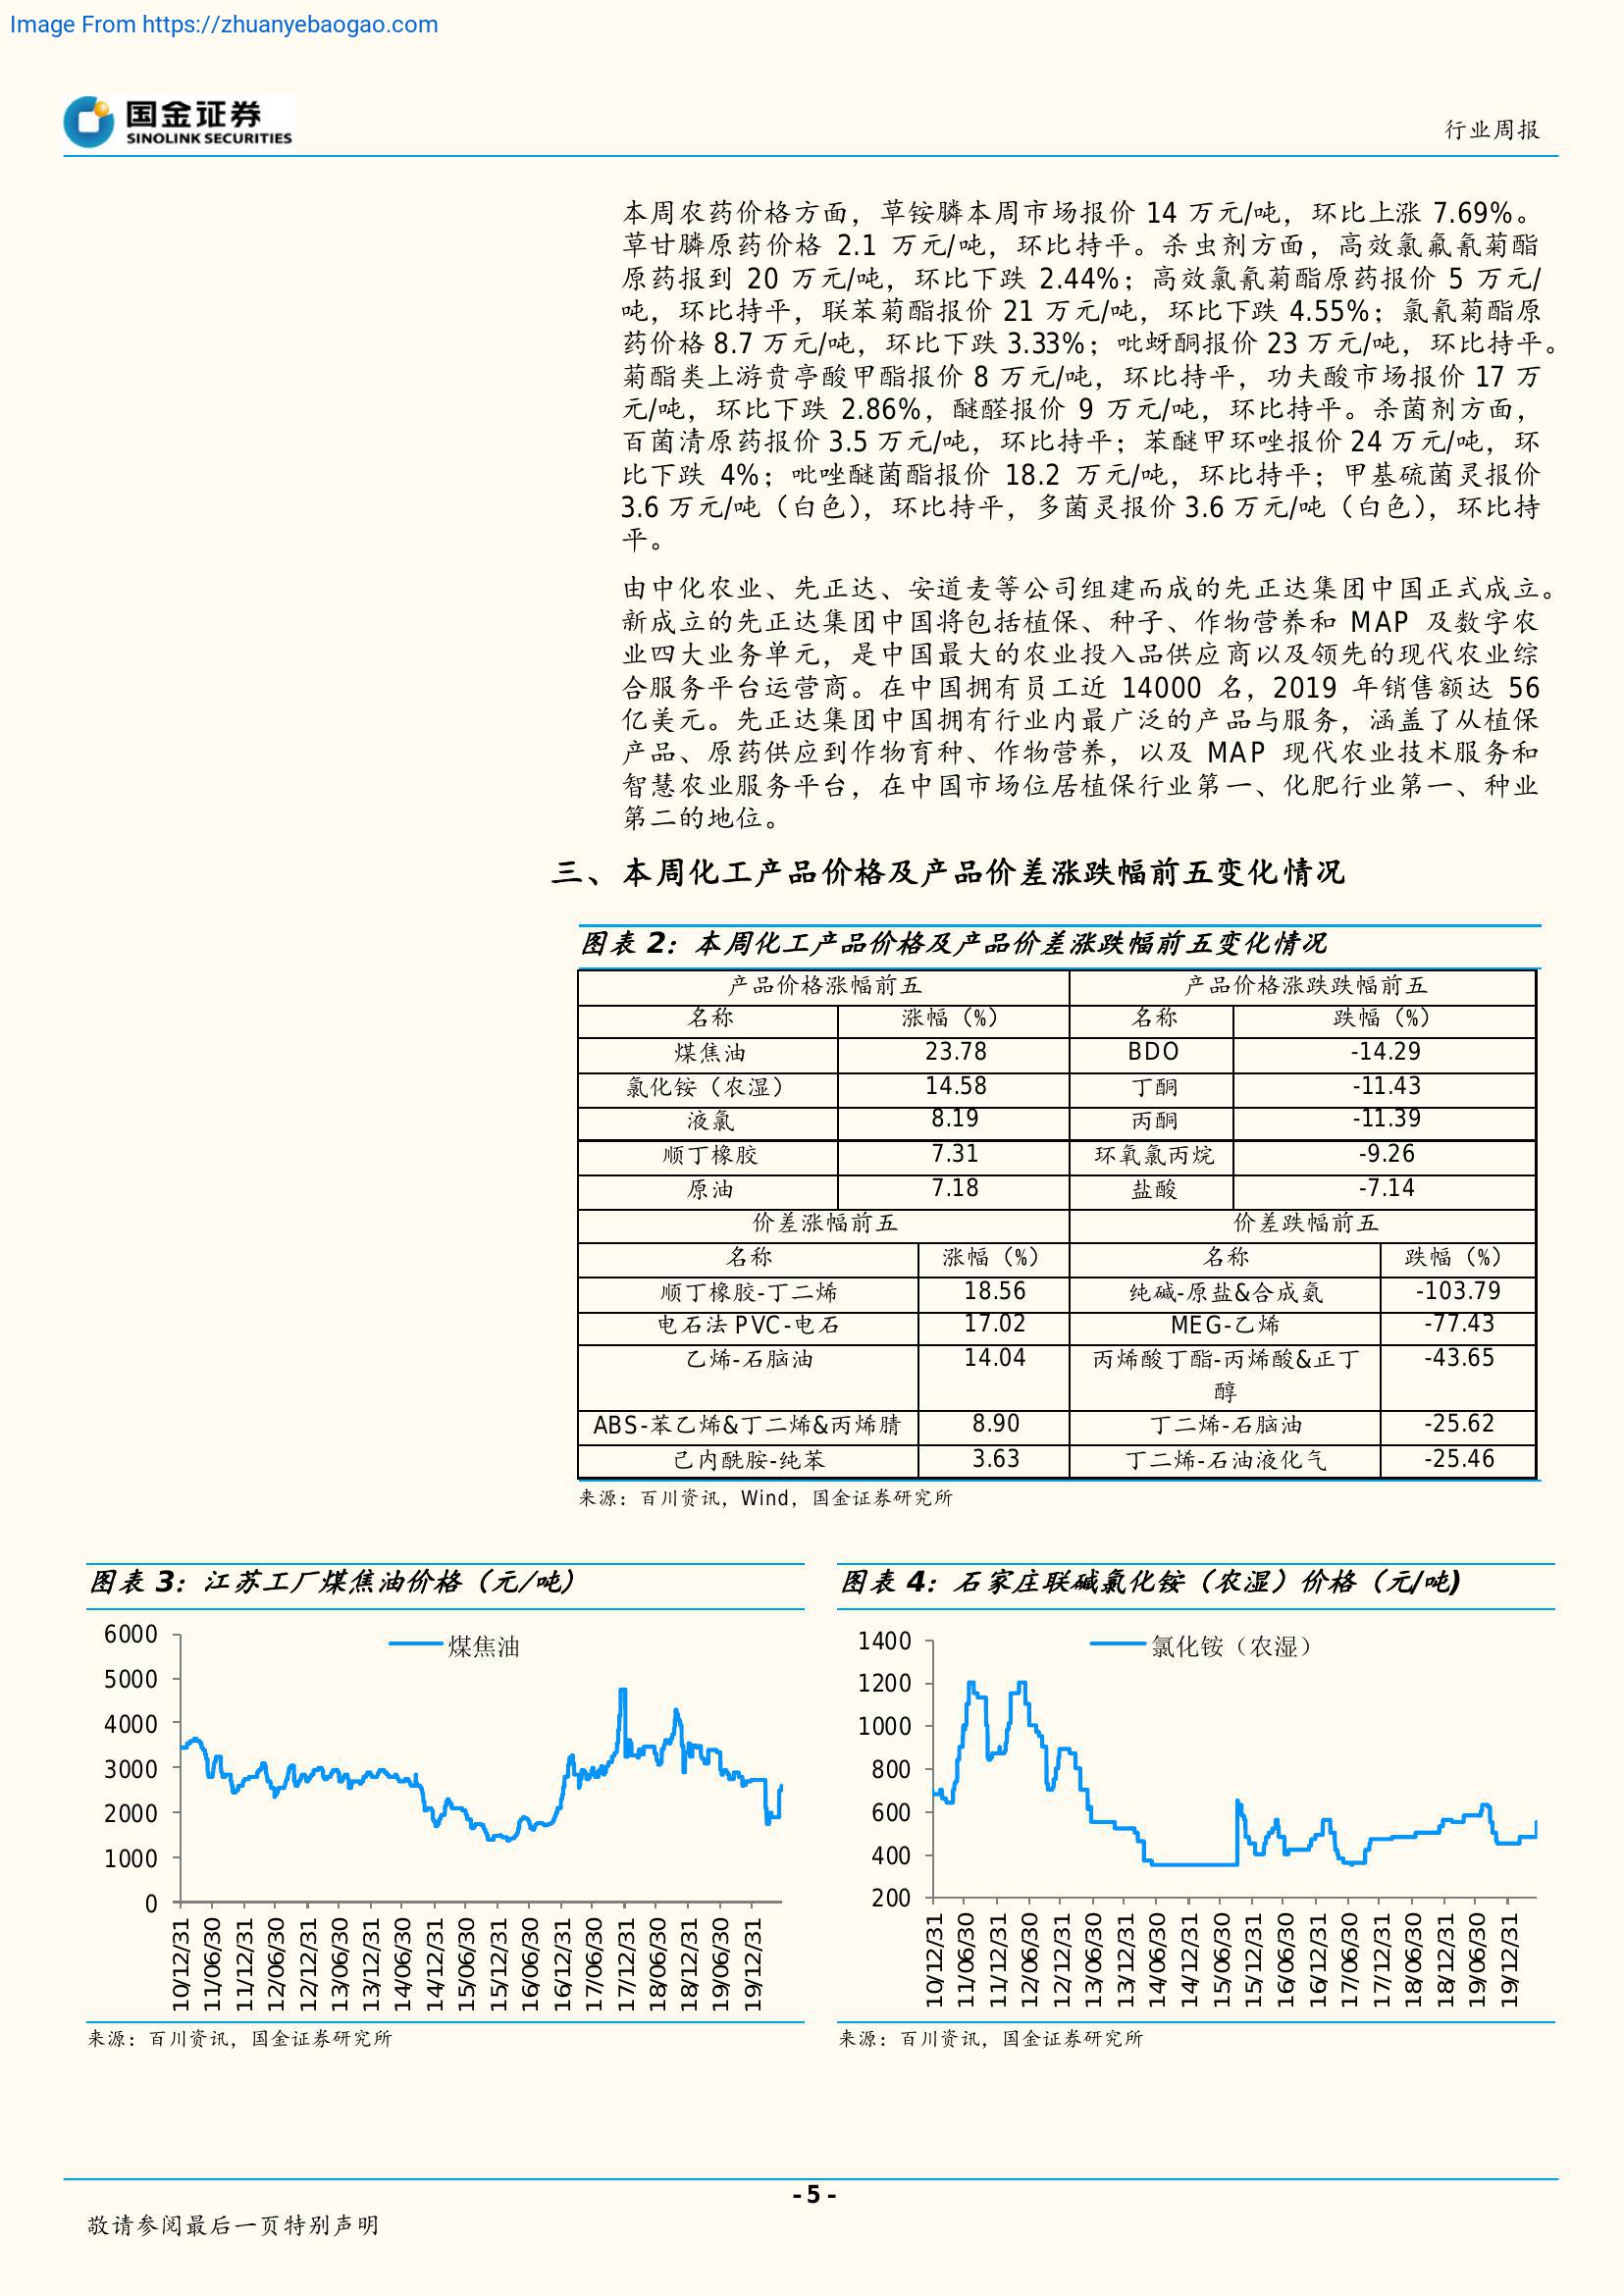 Image From https://zhuanyebaogao.com
国金证券
SINOLINK SECURITIES
行业周报
本周农药价格方面，草铵膦本周市场报价 14 万元/吨，环比上涨 7.69%。
草甘膦原药价格 2.1 万元/吨，环比持平。杀虫剂方面，高效氯氟氰菊酯
原药报到 20 万元/吨，环比下跌 2.44%；高效氯氰菊酯原药报价 5 万元/
吨，环比持平，联苯菊酯报价 21 万元/吨，环比下跌 4.55%；氯氰菊酯原
药价格 8.7 万元/吨，环比下跌 3.33%；吡蚜酮报价 23 万元/吨，环比持平。
菊酯类上游贲亭酸甲酯报价 8 万元/吨，环比持平，功夫酸市场报价 17 万
元/吨，环比下跌 2.86%，醚醛报价 9 万元/吨，环比持平。杀菌剂方面，
百菌清原药报价 3.5 万元/吨，环比持平；苯醚甲环唑报价 24 万元/吨，环
比下跌 4%；吡唑醚菌酯报价 18.2 万元/吨，环比持平；甲基硫菌灵报价
3.6 万元/吨（白色），环比持平，多菌灵报价 3.6 万元/吨（白色），环比持
平。
由中化农业、先正达、安道麦等公司组建而成的先正达集团中国正式成立。
新成立的先正达集团中国将包括植保、种子、作物营养和 MAP 及数字农
业四大业务单元，是中国最大的农业投入品供应商以及领先的现代农业综
合服务平台运营商。在中国拥有员工近 14000 名，2019 年销售额达 56
亿美元。先正达集团中国拥有行业内最广泛的产品与服务，涵盖了从植保
产品、原药供应到作物育种、作物营养，以及 MAP 现代农业技术服务和
智慧农业服务平台，在中国市场位居植保行业第一、化肥行业第一、种业
第二的地位。
三、本周化工产品价格及产品价差涨跌幅前五变化情况
图表 2：本周化工产品价格及产品价差涨跌幅前五变化情况
产品价格涨幅前五 产品价格涨跌跌幅前五
名称 涨幅（%） 名称 跌幅（%）
煤焦油 23.78 BDO -14.29
氯化铵（农湿） 14.58 丁酮 -11.43
液氯 8.19 丙酮 -11.39
顺丁橡胶 7.31 环氧氯丙烷 -9.26
原油 7.18 盐酸 -7.14
价差涨幅前五 价差跌幅前五
名称 涨幅（%） 名称 跌幅（%）
顺丁橡胶-丁二烯 18.56 纯碱-原盐&合成氨 -103.79
电石法 PVC-电石 17.02 MEG-乙烯 -77.43
乙烯-石脑油 14.04 丙烯酸丁酯-丙烯酸&正丁 -43.65
醇
ABS-苯乙烯&丁二烯&丙烯腈 8.90 丁二烯-石脑油 -25.62
己内酰胺-纯苯 3.63 丁二烯-石油液化气 -25.46
来源：百川资讯，Wind，国金证券研究所
图表 3：江苏工厂煤焦油价格（元/吨）
煤焦油
6000
5000
4000
3000
2000
1000
0
10/12/31 11/06/30 11/12/31 12/06/30 12/12/31 13/06/30 13/12/31 14/06/30 14/12/31 15/06/30 15/12/31 16/06/30 16/12/31 17/06/30 17/12/31 18/06/30 18/12/31 19/06/30 19/12/31
来源：百川资讯，国金证券研究所
图表 4：石家庄联碱氯化铵（农湿）价格（元/吨）
氯化铵（农湿）
1400
1200
1000
800
600
400
200
10/12/31 11/06/30 11/12/31 12/06/30 12/12/31 13/06/30 13/12/31 14/06/30 14/12/31 15/06/30 15/12/31 16/06/30 16/12/31 17/06/30 17/12/31 18/06/30 18/12/31 19/06/30 19/12/31
来源：百川资讯，国金证券研究所
- 5 -
敬请参阅最后一页特别声明